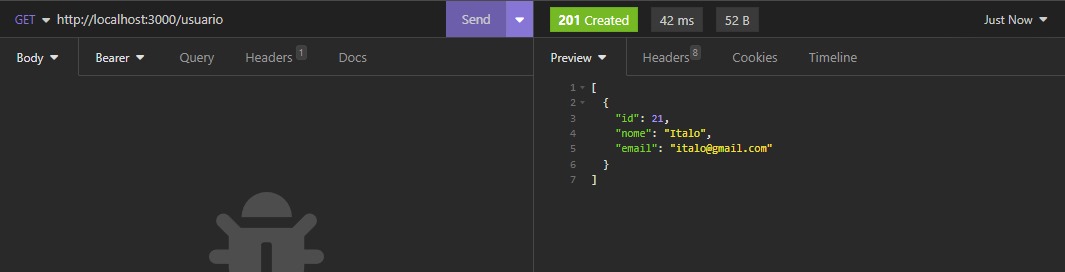 GET http://localhost:3000/usuario Send 201 Created 42 ms 52 B Just Now
Body Bearer Query Headers 1 Docs Preview Headers 8 Cookies Timeline
1 [
2 {
3 "id": 21,
4 "nome": "Italo",
5 "email": "italo@gmail.com"
6 }
7 ]